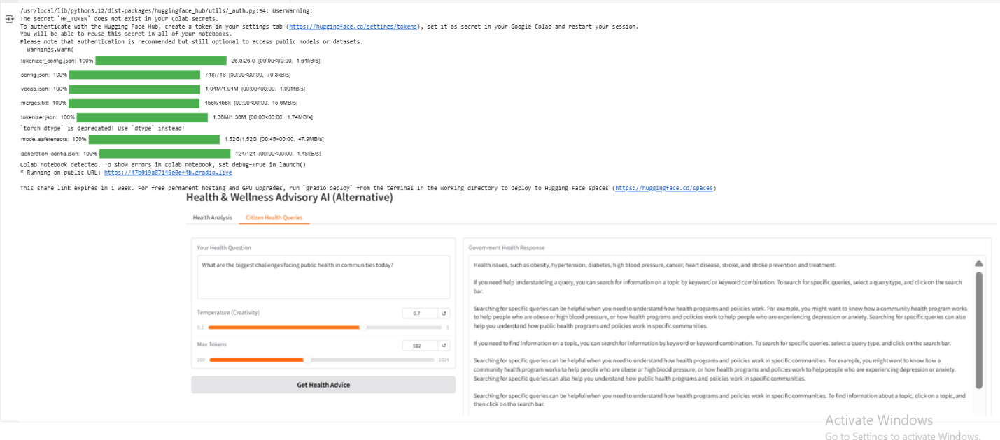 /usr/local/lib/python3.12/dist-packages/huggingface_hub/utils/_auth.py:94: UserWarning:
The secret `HF_TOKEN` does not exist in your Colab secrets.
To authenticate with the Hugging Face Hub, create a token in your settings tab (https://huggingface.co/settings/tokens), set it as secret in your Google Colab and restart your session.
You will be able to reuse this secret in all of your notebooks.
Please note that authentication is recommended but still optional to access public models or datasets.
warnings.warn(
tokenizer_config.json: 100% 26.0/26.0 [00:00<00:00, 1.64kB/s]
config.json: 100% 718/718 [00:00<00:00, 70.3kB/s]
vocab.json: 100% 1.04M/1.04M [00:00<00:00, 1.99MB/s]
merges.txt: 100% 456k/456k [00:00<00:00, 15.6MB/s]
tokenizer.json: 100% 1.36M/1.36M [00:00<00:00, 1.74MB/s]
`torch_dtype` is deprecated! Use `dtype` instead!
model.safetensors: 100% 1.52G/1.52G [00:45<00:00, 47.9MB/s]
generation_config.json: 100% 124/124 [00:00<00:00, 1.48kB/s]
Colab notebook detected. To show errors in colab notebook, set debug=True in launch()
* Running on public URL: https://47b019a87149e0ef4b.gradio.live
This share link expires in 1 week. For free permanent hosting and GPU upgrades, run `gradio deploy` from the terminal in the working directory to deploy to Hugging Face Spaces (https://huggingface.co/spaces)
Health & Wellness Advisory AI (Alternative)
Health Analysis
Citizen Health Queries
Your Health Question
What are the biggest challenges facing public health in communities today?
Temperature (Creativity)
0.7
↺
0.1
1
Max Tokens
512
↺
100
1024
Get Health Advice
Government Health Response
Health issues, such as obesity, hypertension, diabetes, high blood pressure, cancer, heart disease, stroke, and stroke prevention and treatment.
If you need help understanding a query, you can search for information on a topic by keyword or keyword combination. To search for specific queries, select a query type, and click on the search
bar.
Searching for specific queries can be helpful when you need to understand how health programs and policies work. For example, you might want to know how a community health program works
to help people who are obese or high blood pressure, or how health programs and policies work to help people who are experiencing depression or anxiety. Searching for specific queries can also
help you understand how public health programs and policies work in specific communities.
If you need to find information on a topic, you can search for information by keyword or keyword combination. To search for specific queries, select a query type, and click on the search bar.
Searching for specific queries can be helpful when you need to understand how health programs and policies work in specific communities. For example, you might want to know how a
community health program works to help people who are obese or high blood pressure, or how health programs and policies work to help people who are experiencing depression or anxiety.
Searching for specific queries can also help you understand how public health programs and policies work in specific communities.
Searching for specific queries can be helpful when you need to understand how health programs and policies work in specific communities. To find information about a topic, click on a topic, and
then click on the search bar.
Activate Windows
Go to Settings to activate Windows.